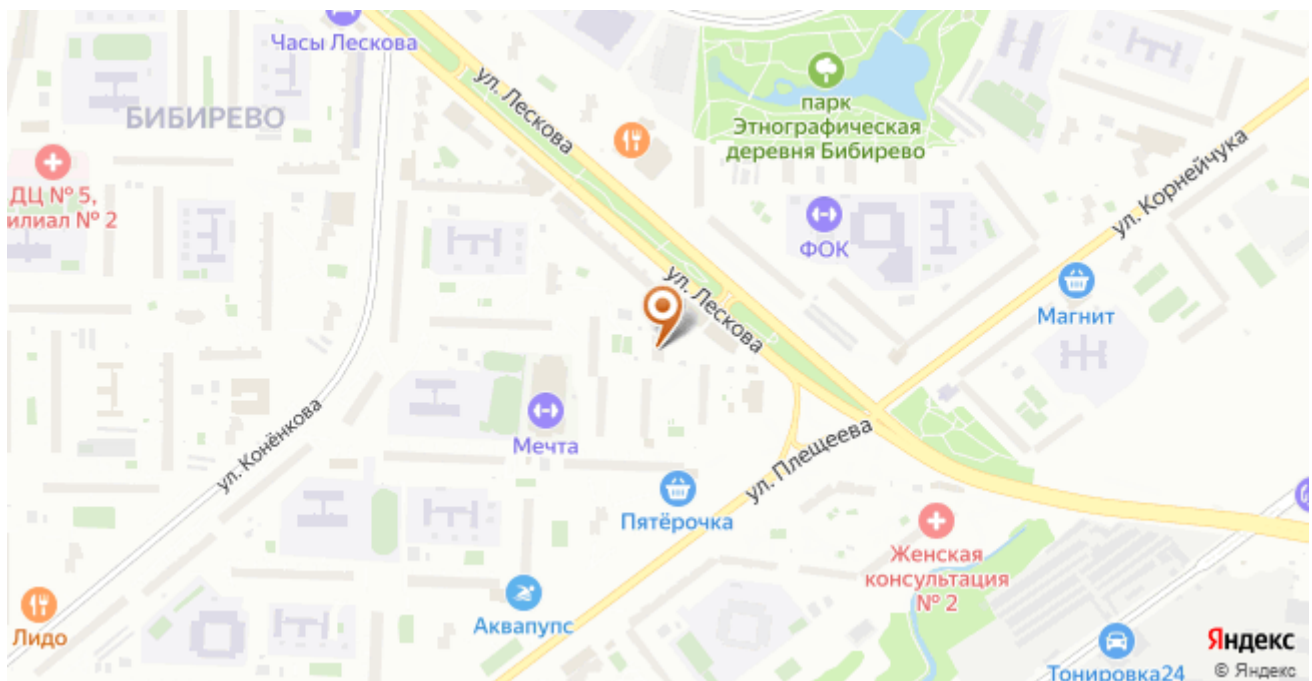 Часы Лескова
ул. Лескова
БИБИРЕВО
парк
Этнографическая
деревня Бибирево
ул. Корнейчука
ДЦ № 5,
илиал № 2
ФОК
ул. Лескова
Магнит
ул. Конёнкова
Мечта
ул. Плещеева
Пятёрочка
Женская
консультация
№ 2
Аквапупс
Лидо
Яндекс
Тонировка24
© Яндекс